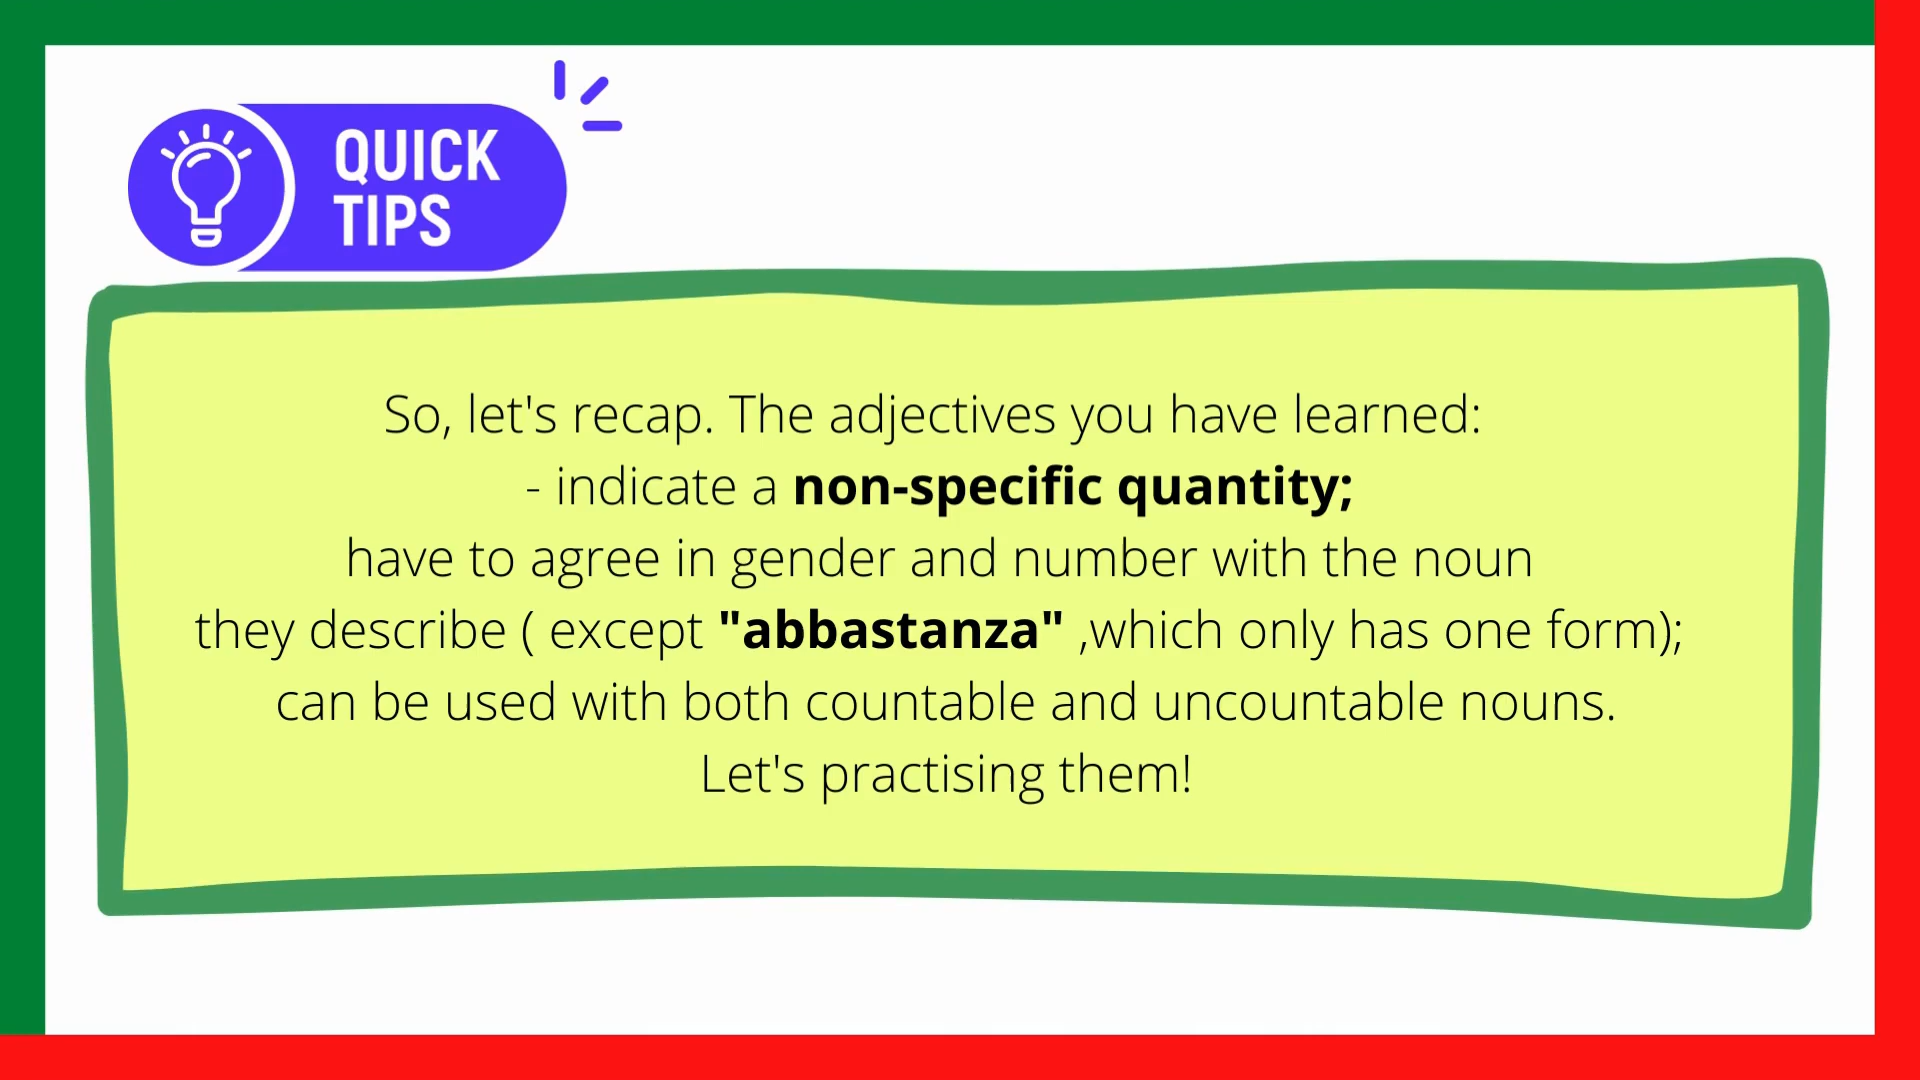 QUICK
TIPS
So, let's recap. The adjectives you have learned:
- indicate a non-specific quantity;
have to agree in gender and number with the noun
they describe ( except "abbastanza" ,which only has one form);
can be used with both countable and uncountable nouns.
Let's practising them!